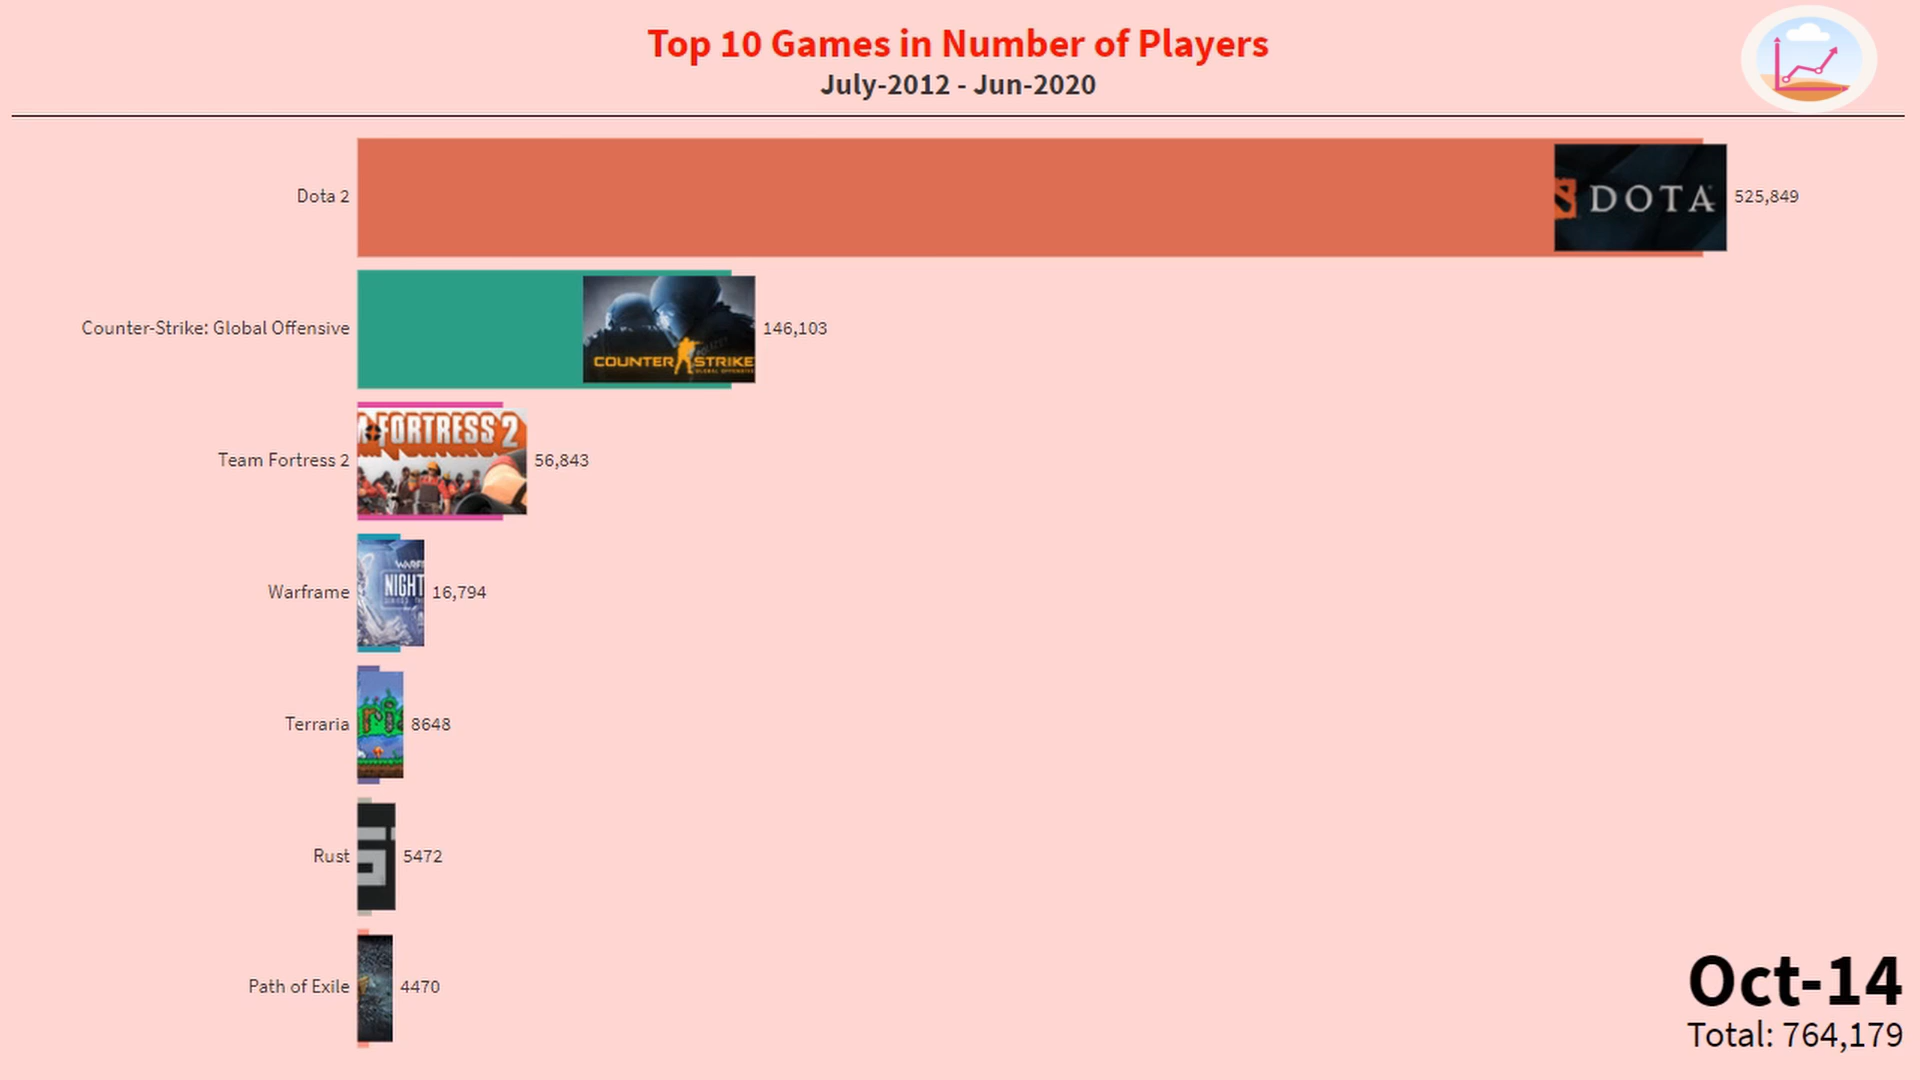 Top 10 Games in Number of Players
July-2012 - Jun-2020
Dota 2
DOTA
525,849
Counter-Strike: Global Offensive
COUNTER STRIKE
GLOBAL OFFENSIVE
146,103
Team Fortress 2
FORTRESS 2
56,843
Warframe
NIGHT
16,794
Terraria
8648
Rust
5472
Path of Exile
4470
Oct-14
Total: 764,179